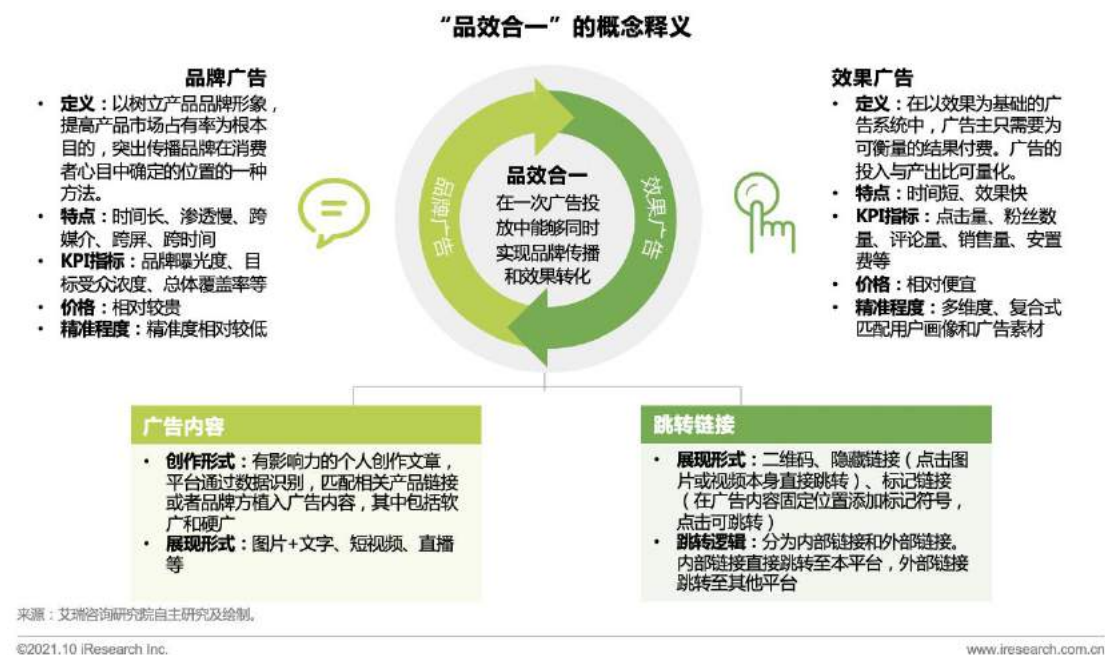 “品效合一”的概念释义
品牌广告
• 定义：以树立产品品牌形象，
提高产品市场占有率为根本
目的，突出传播品牌在消费
者心目中确定的位置的一种
方法。
• 特点：时间长、渗透慢、跨
媒介、跨屏、跨时间
• KPI指标：品牌曝光度、目
标受众浓度、总体覆盖率等
• 价格：相对较贵
• 精准程度：精准度相对较低
品牌广告
品效合一
在一次广告投
放中能够同时
实现品牌传播
和效果转化
效果广告
效果广告
• 定义：在以效果为基础的广
告系统中，广告主只需要为
可衡量的结果付费。广告的
投入与产出比可量化。
• 特点：时间短、效果快
• KPI指标：点击量、粉丝数
量、评论量、销售量、安置
费等
• 价格：相对便宜
• 精准程度：多维度、复合式
匹配用户画像和广告素材
广告内容
• 创作形式：有影响力的个人创作文章，
平台通过数据识别，匹配相关产品链接
或者品牌方植入广告内容，其中包括软
广和硬广
• 展现形式：图片+文字、短视频、直播
等
跳转链接
• 展现形式：二维码、隐藏链接（点击图
片或视频本身直接跳转）、标记链接
（在广告内容固定位置添加标记符号，
点击可跳转）
• 跳转逻辑：分为内部链接和外部链接。
内部链接直接跳转至本平台，外部链接
跳转至其他平台
来源：艾瑞咨询研究院自主研究及绘制。
©2021.10 iResearch Inc.
www.iresearch.com.cn